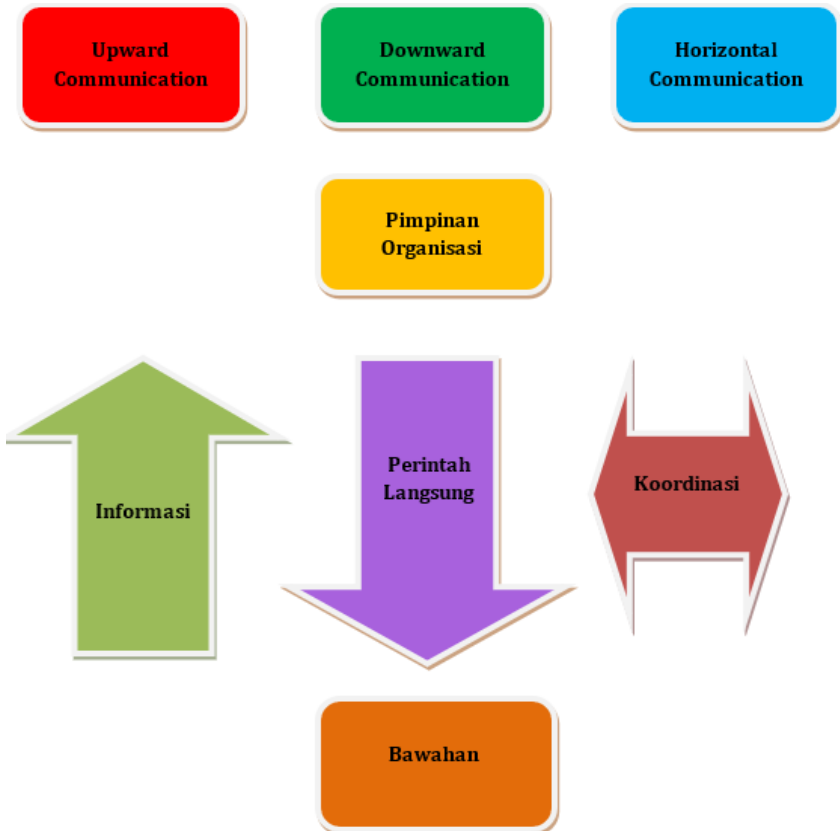 Upward
Communication
Downward
Communication
Horizontal
Communication
Pimpinan
Organisasi
Informasi
Perintah
Langsung
Koordinasi
Bawahan